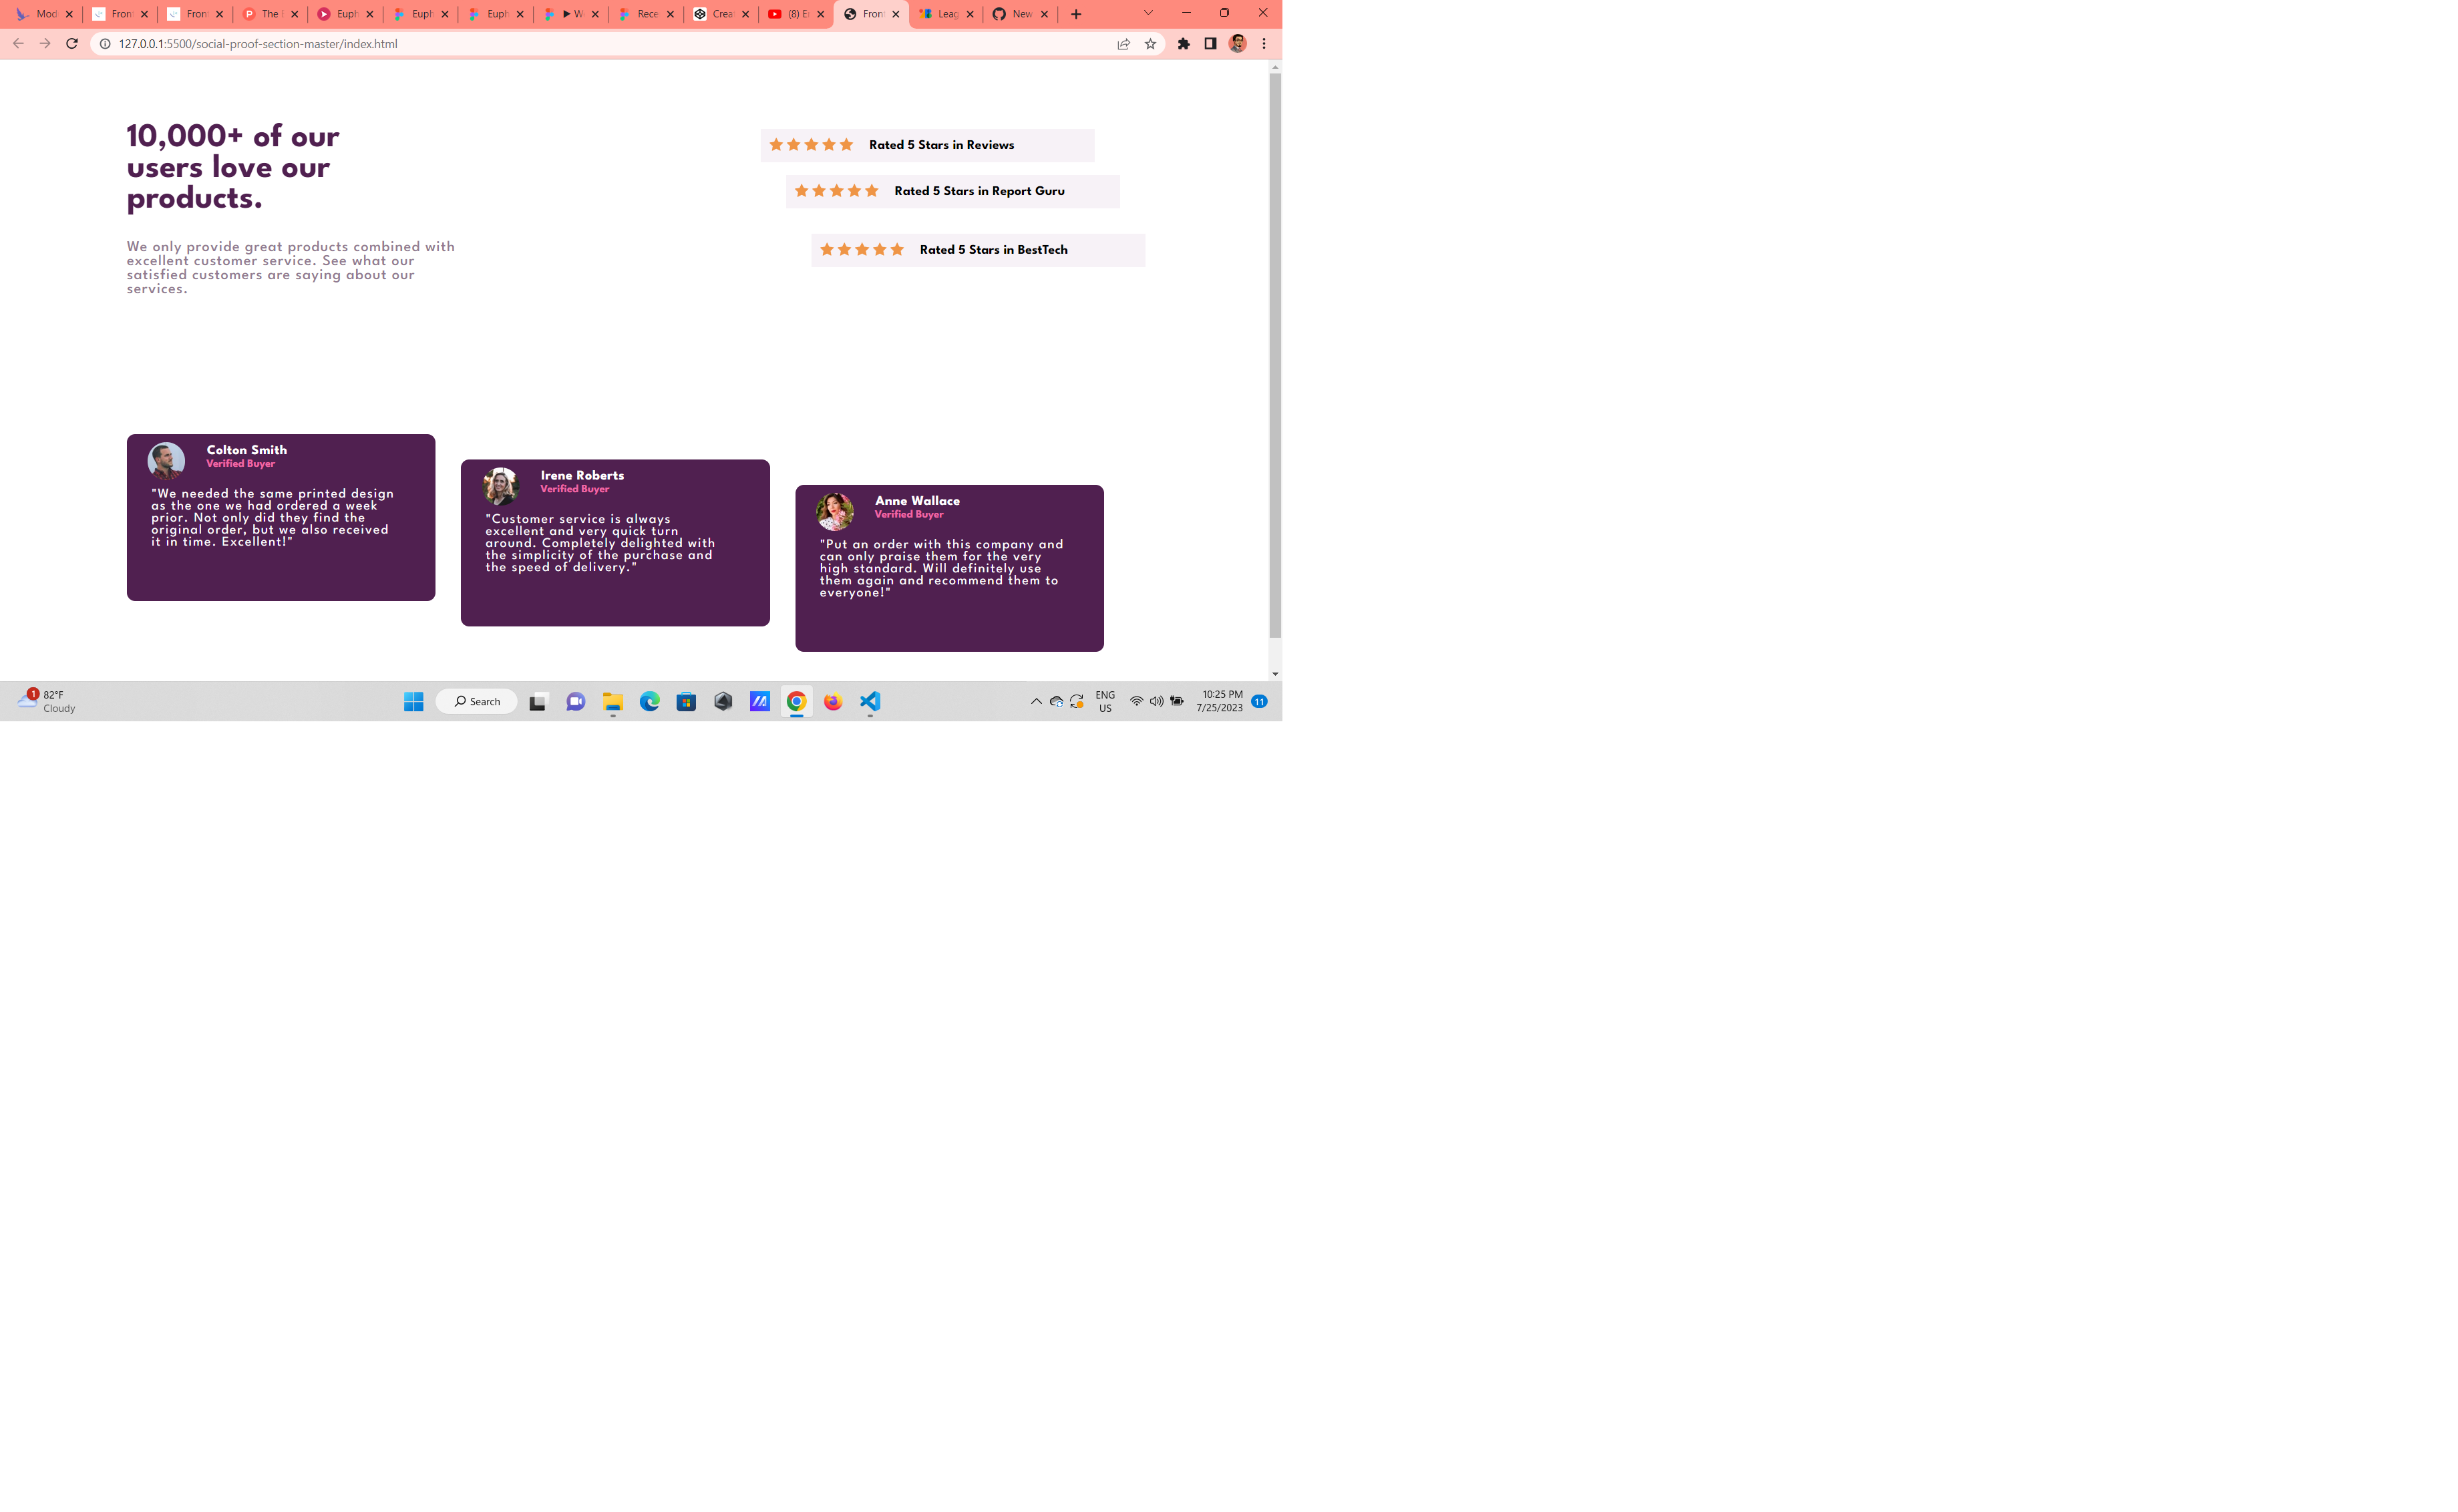 Mod
Fron
Fron
The
Euph
Euph
Euph
Rece
Crea
(8)
Fron
Leag
New
127.0.0.1:5500/social-proof-section-master/index.html
10,000+ of our
users love our
products.
We only provide great products combined with
excellent customer service. See what our
satisfied customers are saying about our
services.
Rated 5 Stars in Reviews
Rated 5 Stars in Report Guru
Rated 5 Stars in BestTech
Colton Smith
Verified Buyer
"We needed the same printed design
as the one we had ordered a week
prior. Not only did they find the
original order, but we also received
it in time. Excellent!"
Irene Roberts
Verified Buyer
"Customer service is always
excellent and very quick turn
around. Completely delighted with
the simplicity of the purchase and
the speed of delivery."
Anne Wallace
Verified Buyer
"Put an order with this company and
can only praise them for the very
high standard. Will definitely use
them again and recommend them to
everyone!"
1
82°F
Cloudy
Search
ENG
US
10:25 PM
7/25/2023
11